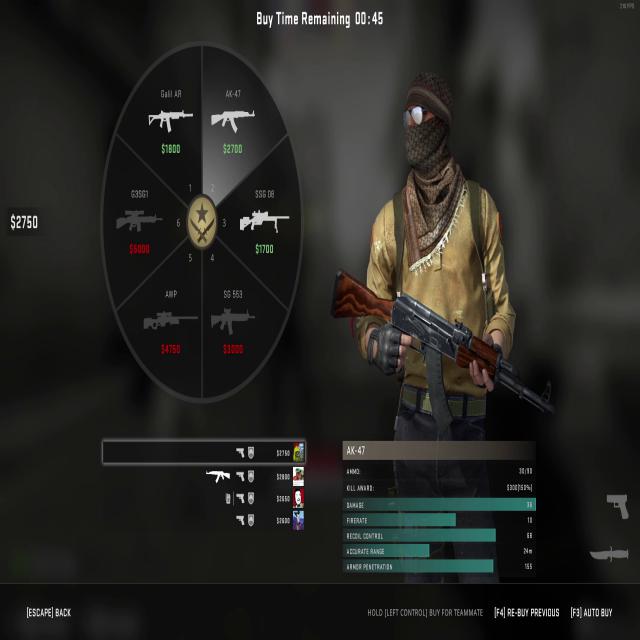 Buy Time Remaining 00:45
Galil AR
$1800
AK-47
$2700
G3SG1
$5000
SSG 08
$1700
AWP
$4750
SG 553
$3000
1
2
3
4
5
6
$2750
$2750
AK-47
AMMO: 30/90
KILL AWARD: $300(150%)
DAMAGE 36
FIRERATE 10
RECOIL CONTROL 68
ACCURATE RANGE 24m
ARMOR PENETRATION 155
[ESCAPE] BACK
HOLD [LEFT CONTROL] BUY FOR TEAMMATE
[F4] RE-BUY PREVIOUS
[F3] AUTO BUY